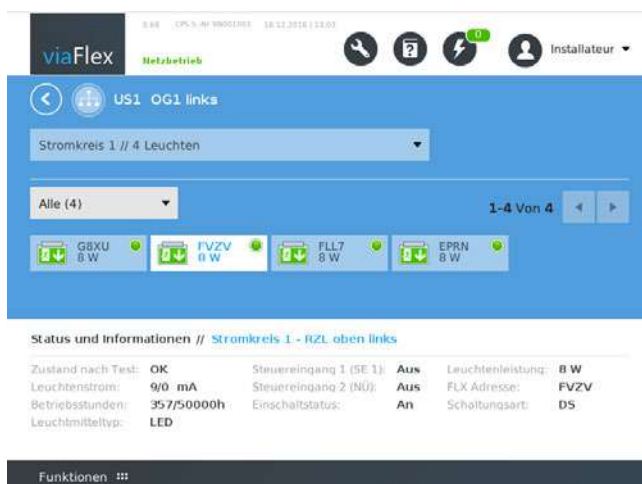 viaFlex
Netzbetrieb
0
Installateur
US1 OG1 links
Stromkreis 1 // 4 Leuchten
Alle (4)
1-4 Von 4
G8XU
8 W
FVZV
8 W
FLL7
8 W
EPRN
8 W
Status und Informationen // Stromkreis 1 - RZL oben links
Zustand nach Test: OK Steuereingang 1 (SE 1): Aus Leuchtenleistung: 8 W
Leuchtenstrom: 9/0 mA Steuereingang 2 (NÜ): Aus FLX Adresse: FVZV
Betriebsstunden: 357/50000h Einschaltstatus: An Schaltungsart: DS
Leuchtmitteltyp: LED
Funktionen